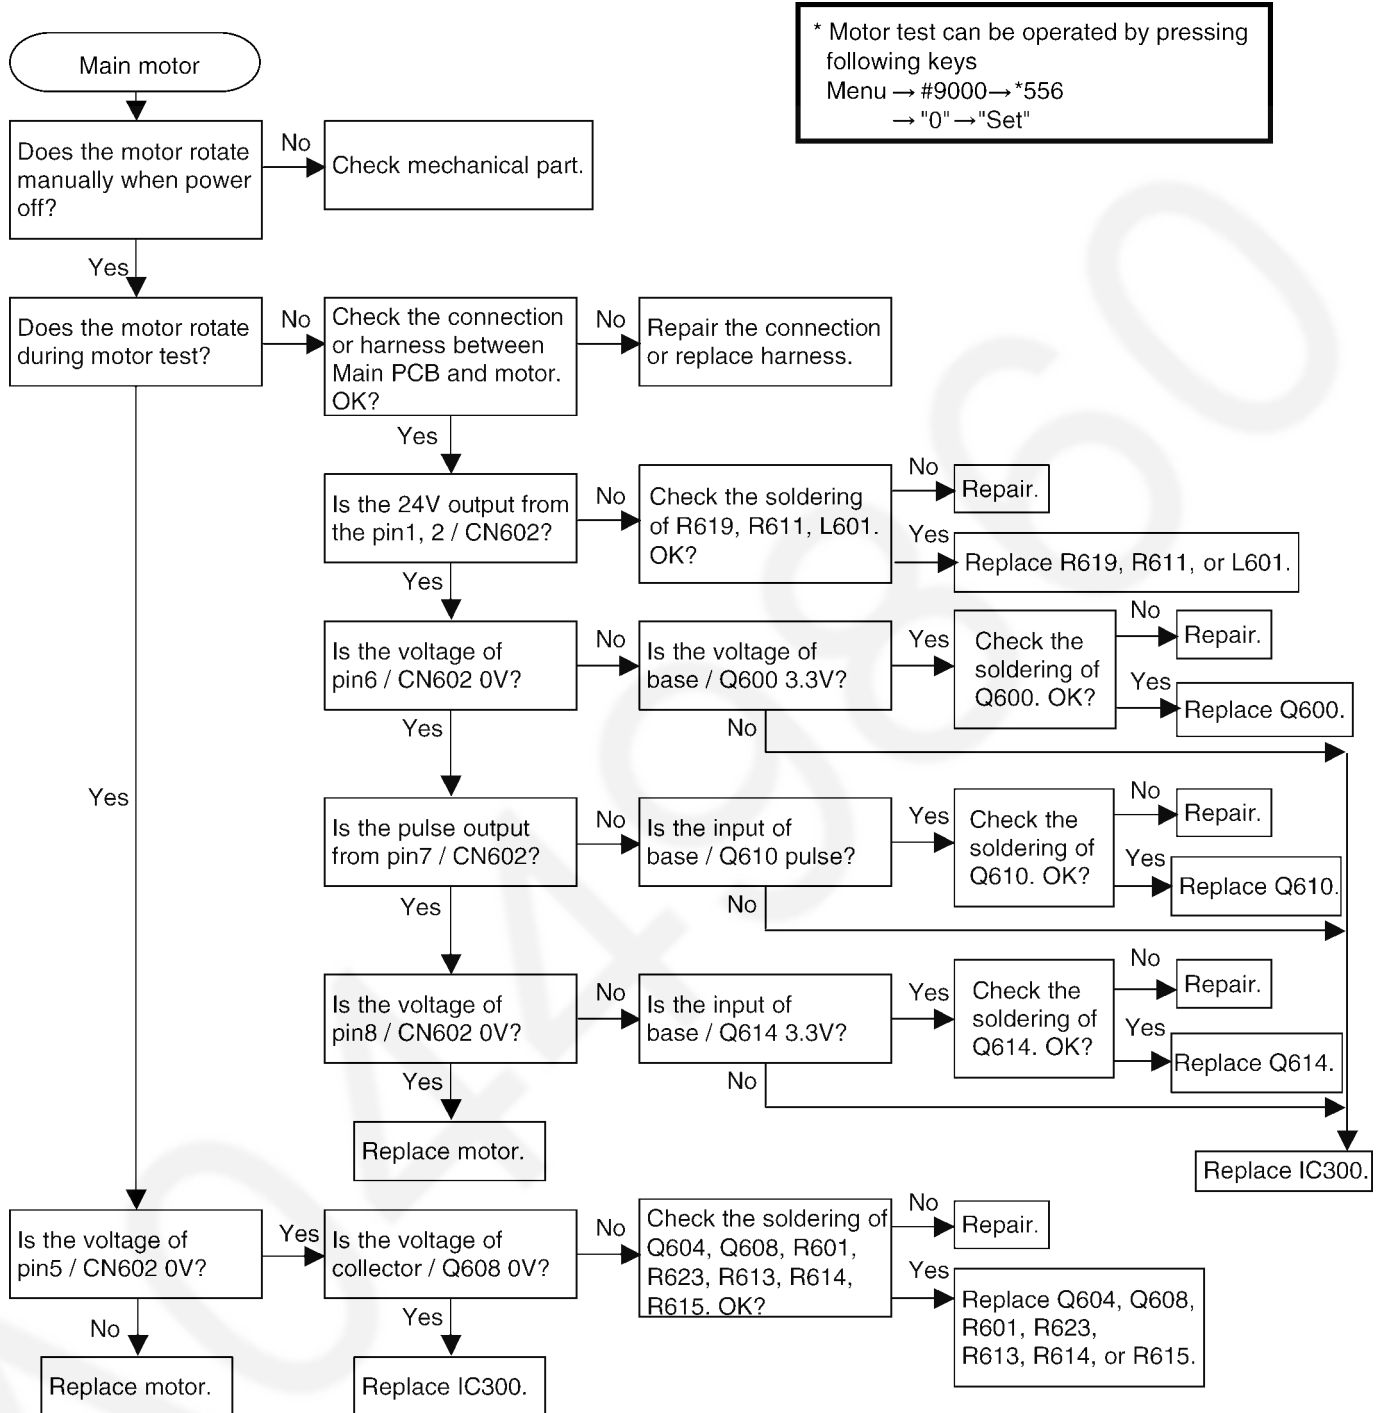 * Motor test can be operated by pressing
following keys
Menu → #9000→*556
→ "0"→"Set"
Main motor
Does the motor rotate
manually when power
off?
No
Check mechanical part.
Yes
Does the motor rotate
during motor test?
No
Check the connection
or harness between
Main PCB and motor.
OK?
No
Repair the connection
or replace harness.
Yes
Is the 24V output from
the pin1, 2 / CN602?
No
Check the soldering
of R619, R611, L601.
OK?
No
Repair.
Yes
Replace R619, R611, or L601.
Yes
Is the voltage of
pin6 / CN602 0V?
No
Is the voltage of
base / Q600 3.3V?
Yes
Check the
soldering of
Q600. OK?
No
Repair.
Yes
Replace Q600.
No
Yes
Yes
Is the pulse output
from pin7 / CN602?
No
Is the input of
base / Q610 pulse?
Yes
Check the
soldering of
Q610. OK?
No
Repair.
Yes
Replace Q610.
No
Yes
Is the voltage of
pin8 / CN602 0V?
No
Is the input of
base / Q614 3.3V?
Yes
Check the
soldering of
Q614. OK?
No
Repair.
Yes
Replace Q614.
No
Yes
Replace motor.
Replace IC300.
Is the voltage of
pin5 / CN602 0V?
Yes
Is the voltage of
collector / Q608 0V?
No
Check the soldering of
Q604, Q608, R601,
R623, R613, R614,
R615. OK?
No
Repair.
Yes
Replace Q604, Q608,
R601, R623,
R613, R614, or R615.
No
Replace motor.
Yes
Replace IC300.